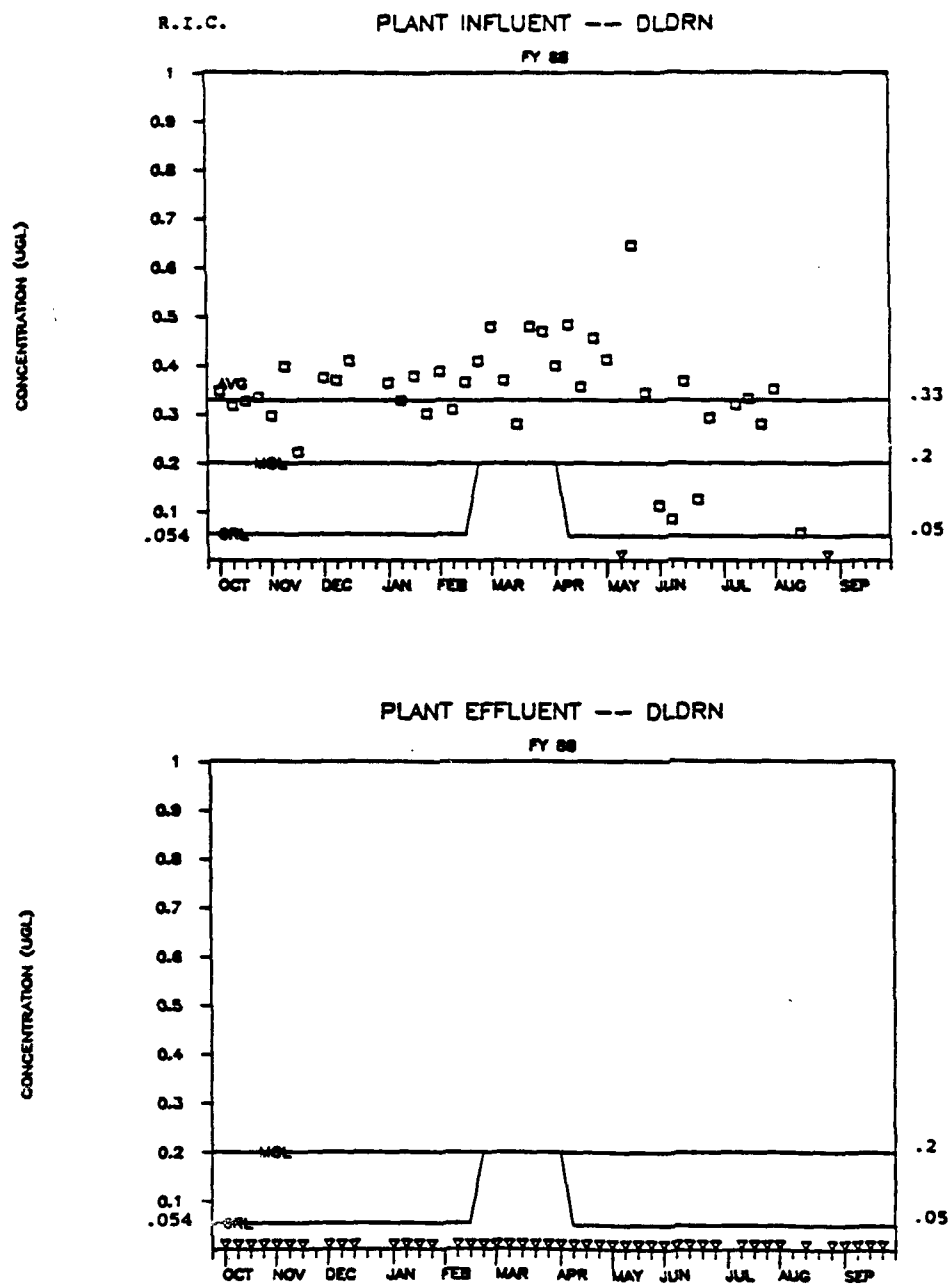 R.I.C.
PLANT INFLUENT -- DLDRN
FY 88
CONCENTRATION (UGL)
1
0.9
0.8
0.7
0.6
0.5
0.4
0.3
0.2
0.1
.054
AVG
MCL
CRL
.33
.2
.05
OCT NOV DEC JAN FEB MAR APR MAY JUN JUL AUG SEP
PLANT EFFLUENT -- DLDRN
FY 88
CONCENTRATION (UGL)
1
0.9
0.8
0.7
0.6
0.5
0.4
0.3
0.2
0.1
.054
MCL
CRL
.2
.05
OCT NOV DEC JAN FEB MAR APR MAY JUN JUL AUG SEP